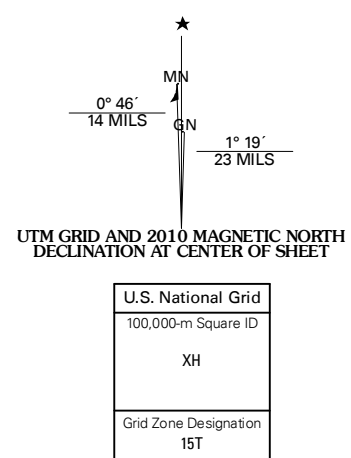 ★
MN
0° 46´
14 MILS
GN
1° 19´
23 MILS
UTM GRID AND 2010 MAGNETIC NORTH
DECLINATION AT CENTER OF SHEET
U.S. National Grid
100,000-m Square ID
XH
Grid Zone Designation
15T